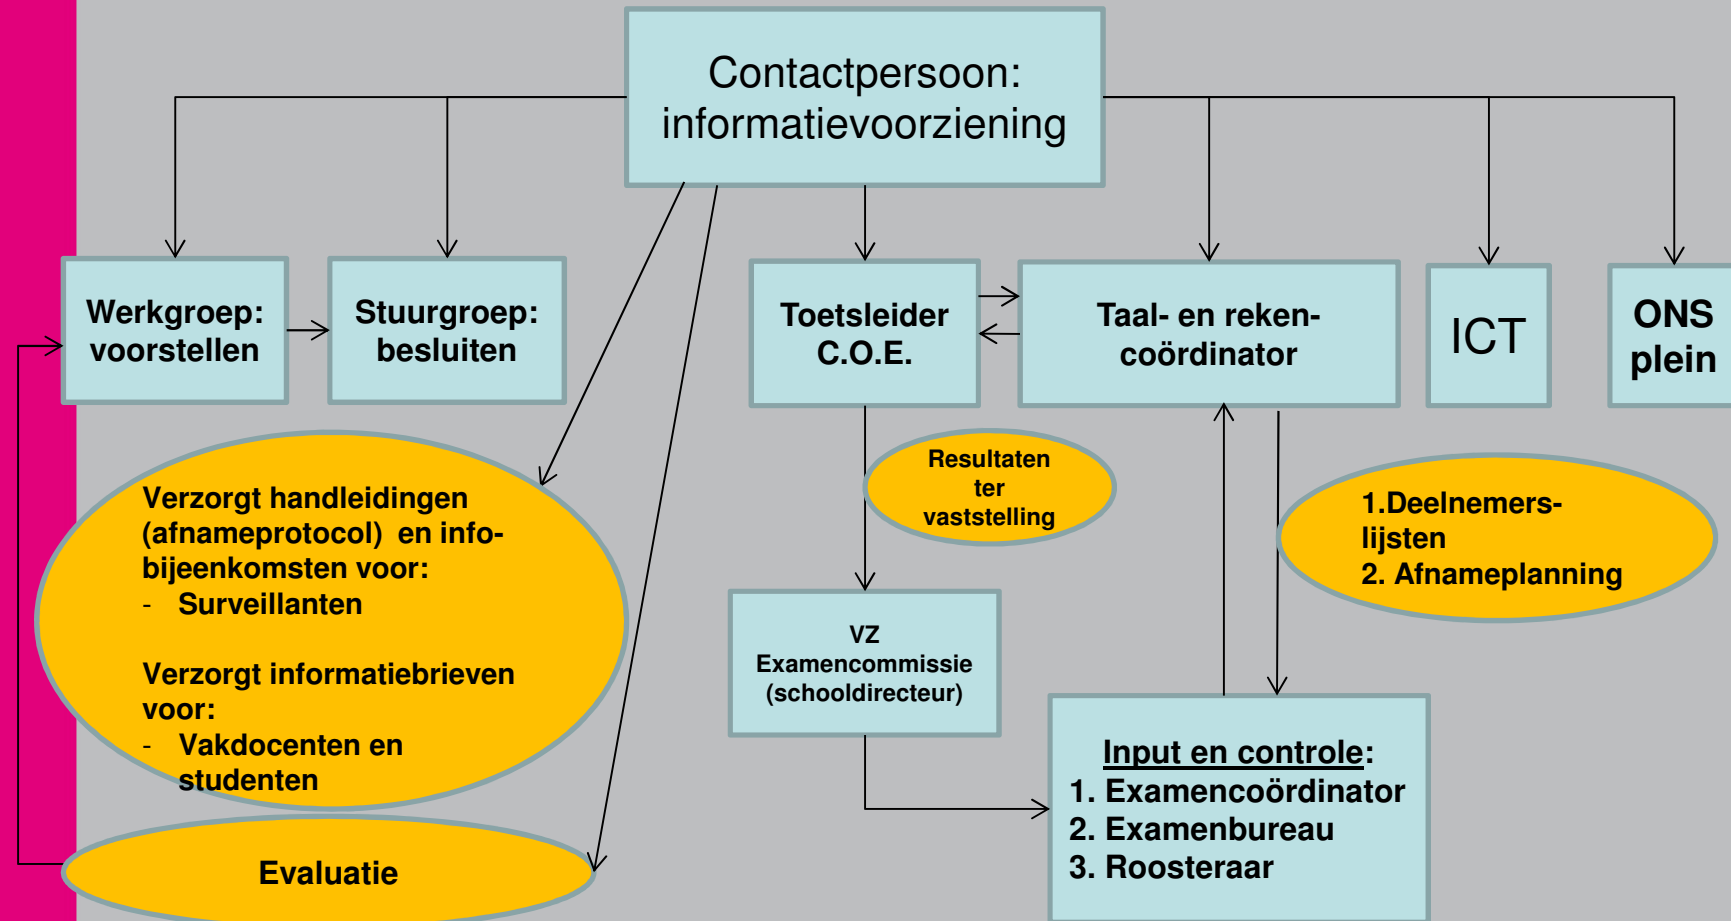 Contactpersoon:
informatievoorziening
Werkgroep:
voorstellen
Stuurgroep:
besluiten
Toetsleider
C.O.E.
Taal- en reken-
coördinator
ICT
ONS
plein
Verzorgt handleidingen
(afnameprotocol) en info-
bijeenkomsten voor:
- Surveillanten
Verzorgt informatiebrieven
voor:
- Vakdocenten en
studenten
Resultaten
ter
vaststelling
1.Deelnemers-
lijsten
2. Afnameplanning
VZ
Examencommissie
(schooldirecteur)
Input en controle:
1. Examencoördinator
2. Examenbureau
3. Roosteraar
Evaluatie